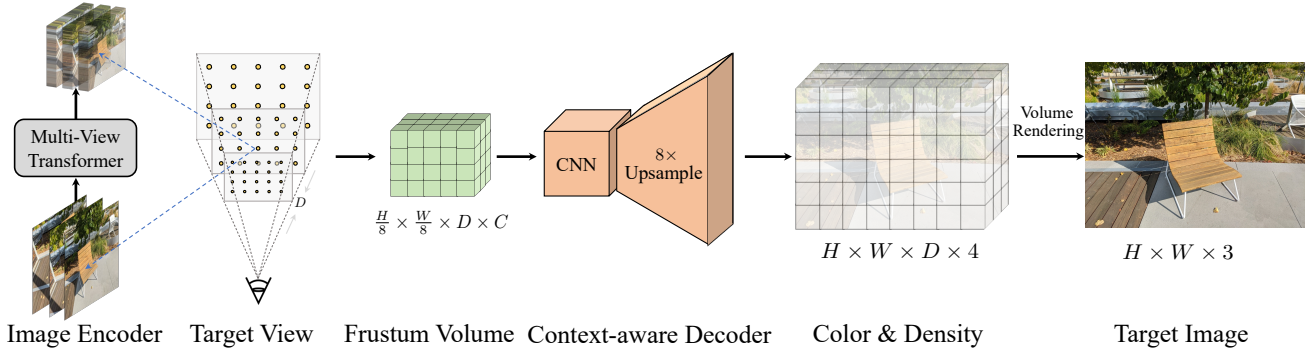 Multi-View
Transformer
D
H/8 × W/8 × D × C
CNN
8×
Upsample
H × W × D × 4
Volume
Rendering
H × W × 3
Image Encoder
Target View
Frustum Volume
Context-aware Decoder
Color & Density
Target Image